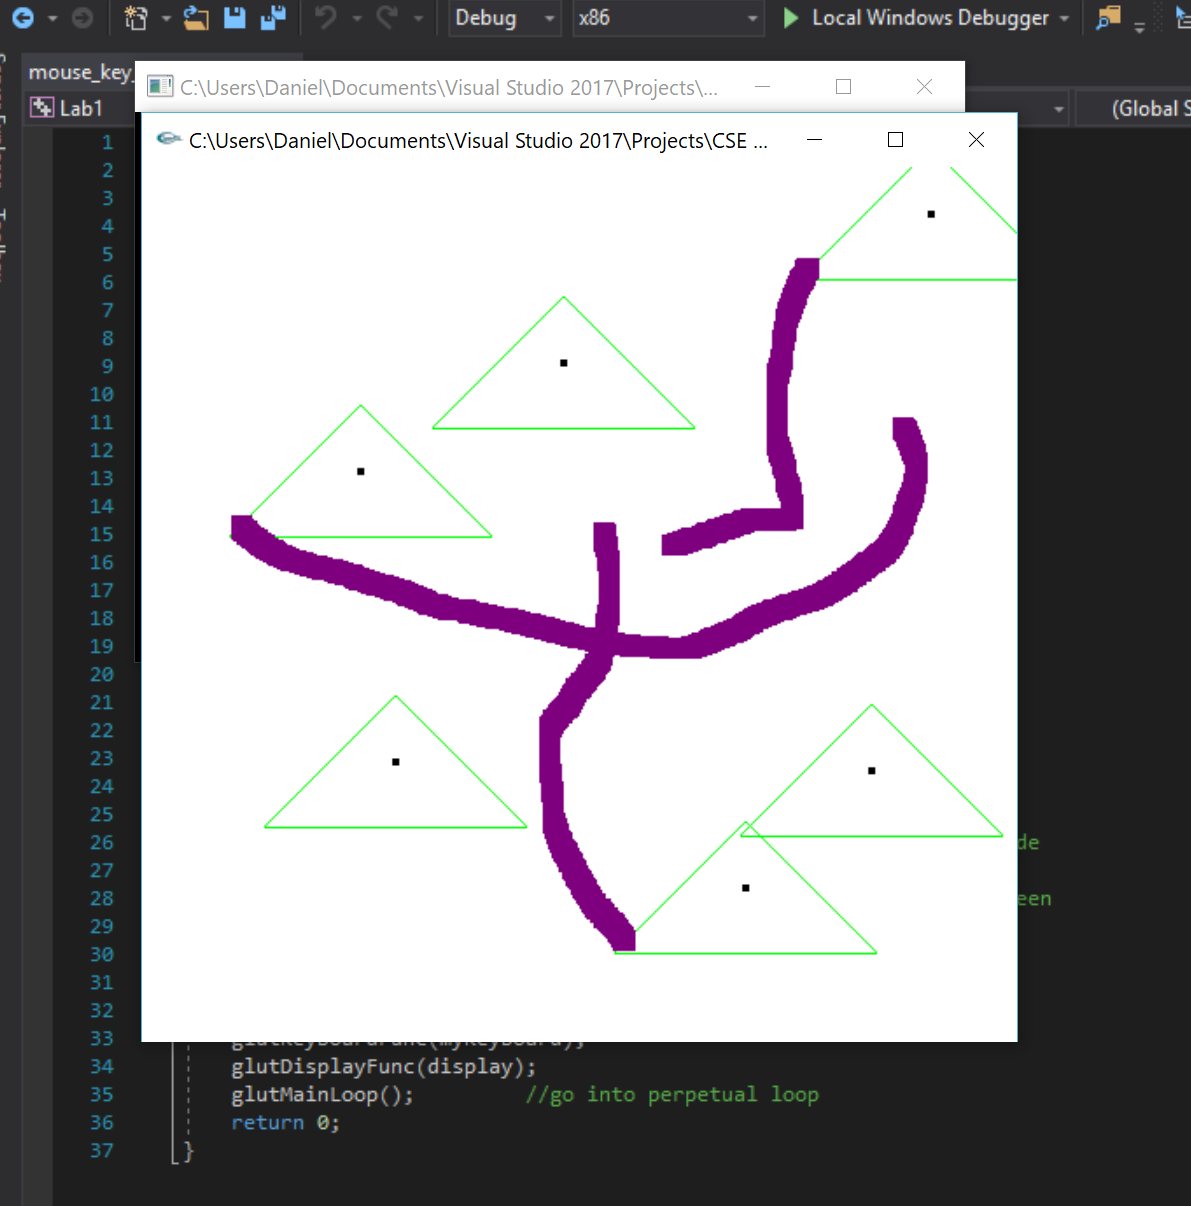 Debug x86 Local Windows Debugger
mouse_key_
C:\Users\Daniel\Documents\Visual Studio 2017\Projects\...
Lab1 (Global S
C:\Users\Daniel\Documents\Visual Studio 2017\Projects\CSE ...
1
2
3
4
5
6
7
8
9
10
11
12
13
14
15
16
17
18
19
20
21
22
23
24
25
26 de
27
28 een
29
30
31
32
33 glutKeyboardFunc(myKeyboard);
34 glutDisplayFunc(display);
35 glutMainLoop(); //go into perpetual loop
36 return 0;
37 }